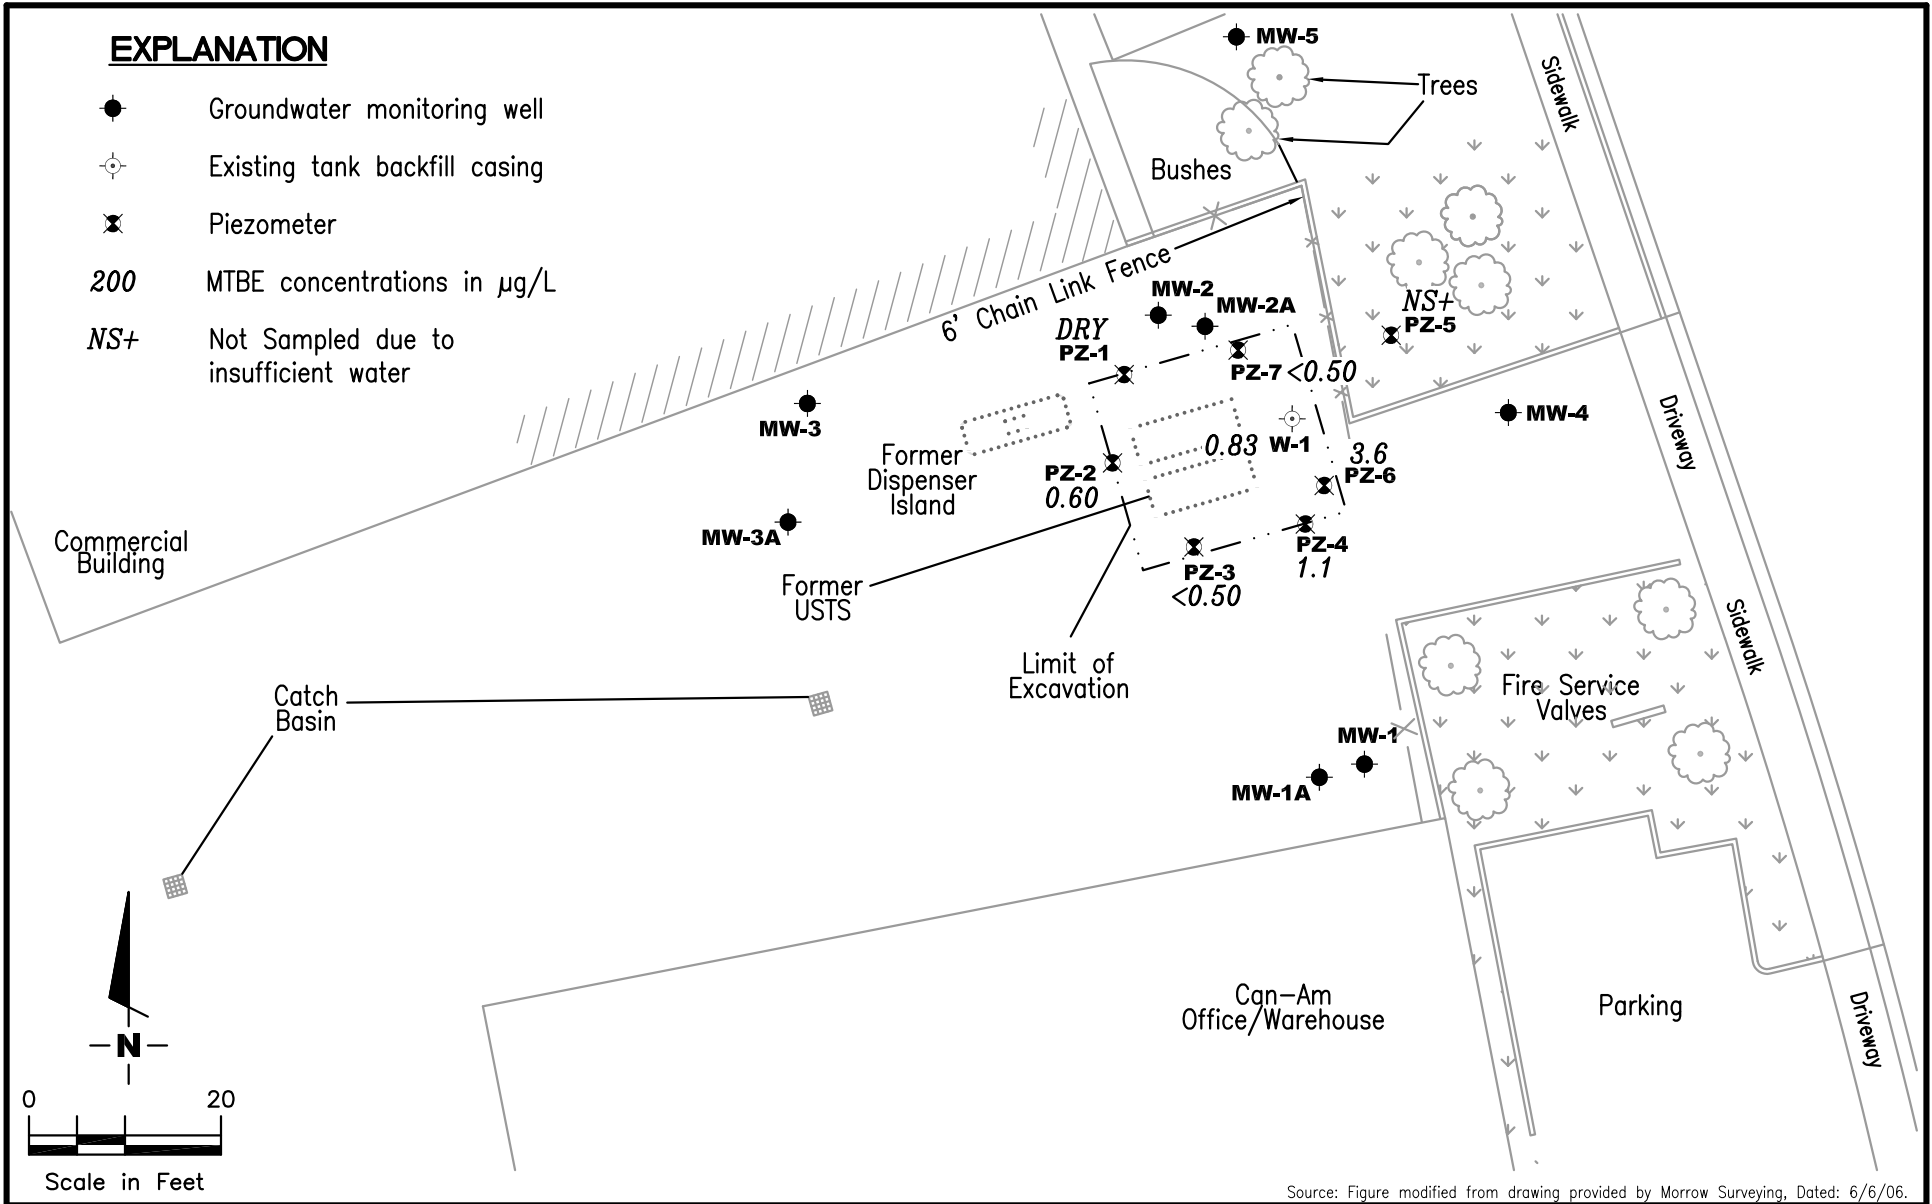 EXPLANATION
Groundwater monitoring well
Existing tank backfill casing
Piezometer
200 MTBE concentrations in µg/L
NS+ Not Sampled due to
insufficient water
MW-5
Trees
Sidewalk
Bushes
6' Chain Link Fence
MW-2
MW-2A
NS+
PZ-5
DRY
PZ-1
PZ-7 <0.50
MW-3
MW-4
Driveway
Former
Dispenser
Island
0.83
W-1
3.6
PZ-6
PZ-2
0.60
MW-3A
PZ-4
1.1
PZ-3
<0.50
Commercial
Building
Former
USTS
Limit of
Excavation
Sidewalk
Catch
Basin
Fire Service
Valves
MW-1
MW-1A
Can-Am
Office/Warehouse
Parking
Driveway
N
0 20
Scale in Feet
Source: Figure modified from drawing provided by Morrow Surveying, Dated: 6/6/06.